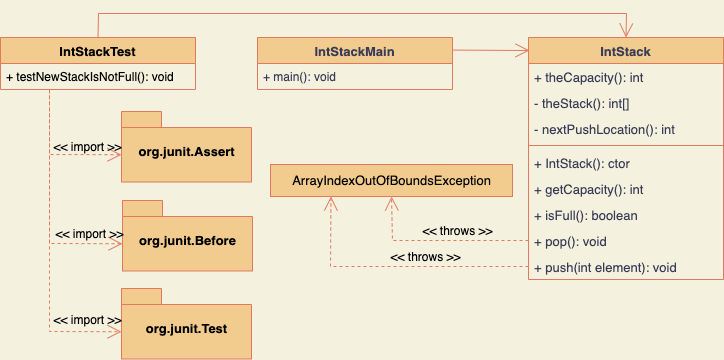 IntStackTest
+ testNewStackIsNotFull(): void
IntStackMain
+ main(): void
IntStack
+ theCapacity(): int
- theStack(): int[]
- nextPushLocation(): int
+ IntStack(): ctor
+ getCapacity(): int
+ isFull(): boolean
+ pop(): void
+ push(int element): void
<< import >>
org.junit.Assert
<< import >>
org.junit.Before
<< import >>
org.junit.Test
ArrayIndexOutOfBoundsException
<< throws >>
<< throws >>